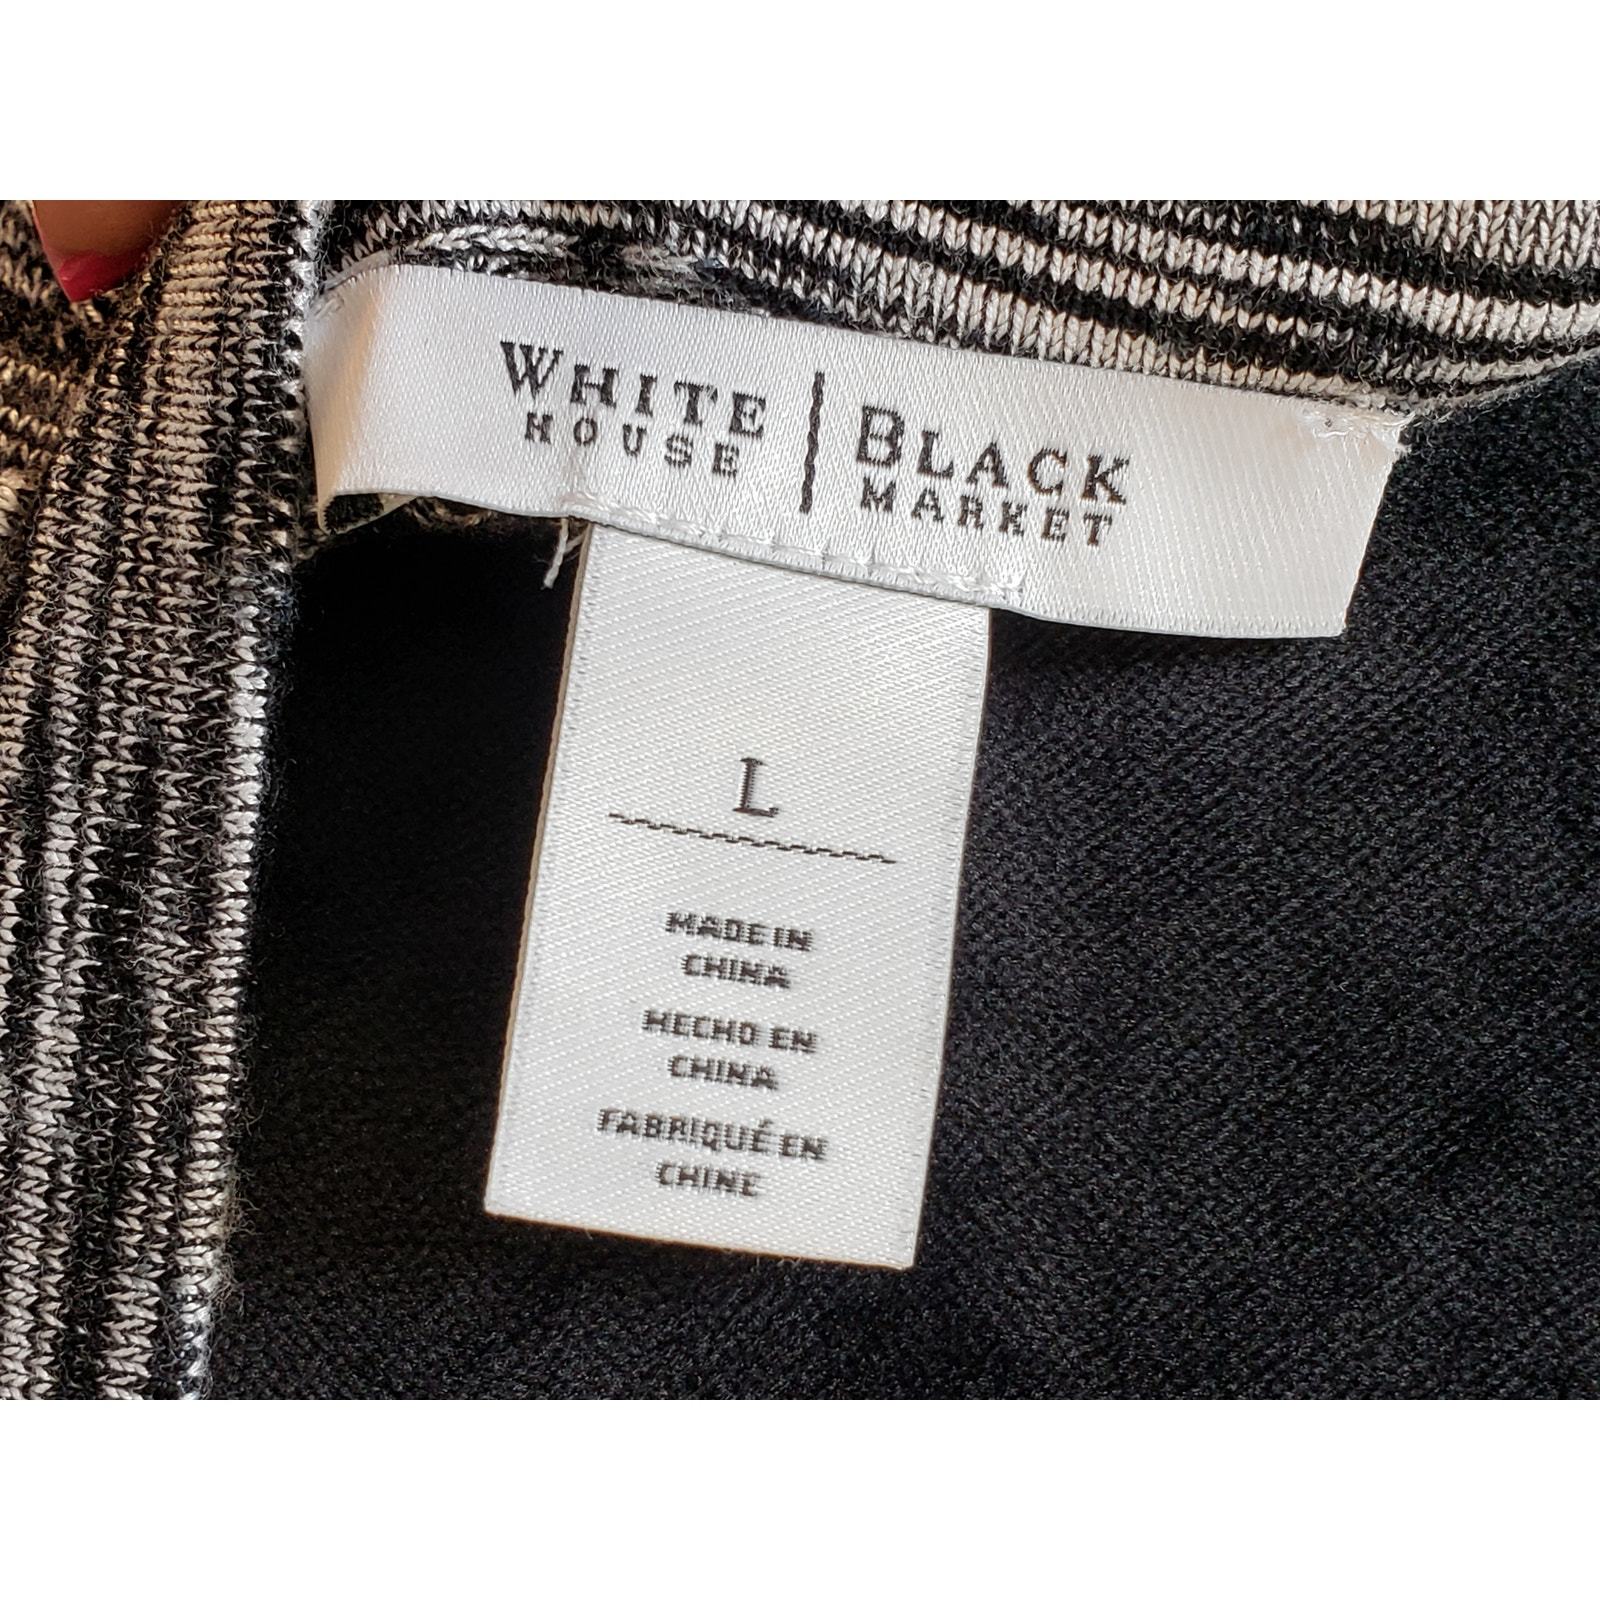 WHITE | BLACK
HOUSE | MARKET
L
MADE IN
CHINA
HECHO EN
CHINA
FABRIQUÉ EN
CHINE